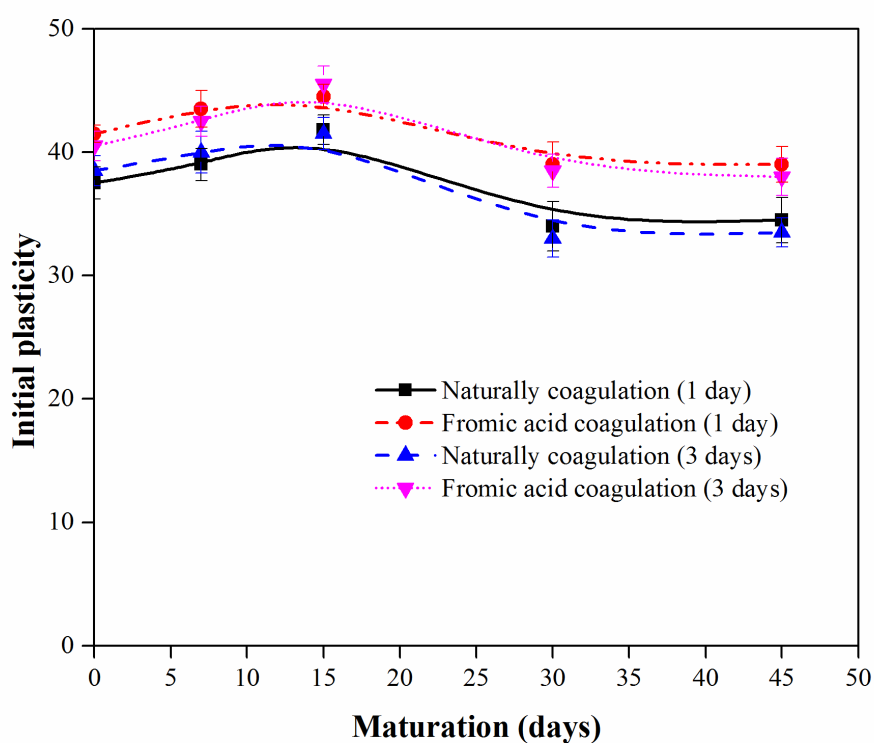 50
40
30
20
10
0
Initial plasticity
Naturally coagulation (1 day)
Fromic acid coagulation (1 day)
Naturally coagulation (3 days)
Fromic acid coagulation (3 days)
0 5 10 15 20 25 30 35 40 45 50
Maturation (days)